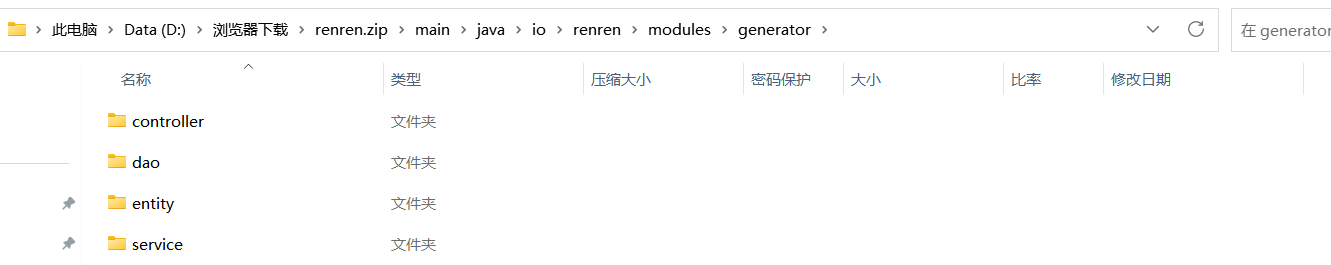 此电脑 Data (D:) 浏览器下载 renren.zip main java io renren modules generator 在 generator
名称 类型 压缩大小 密码保护 大小 比率 修改日期
controller 文件夹
dao 文件夹
entity 文件夹
service 文件夹